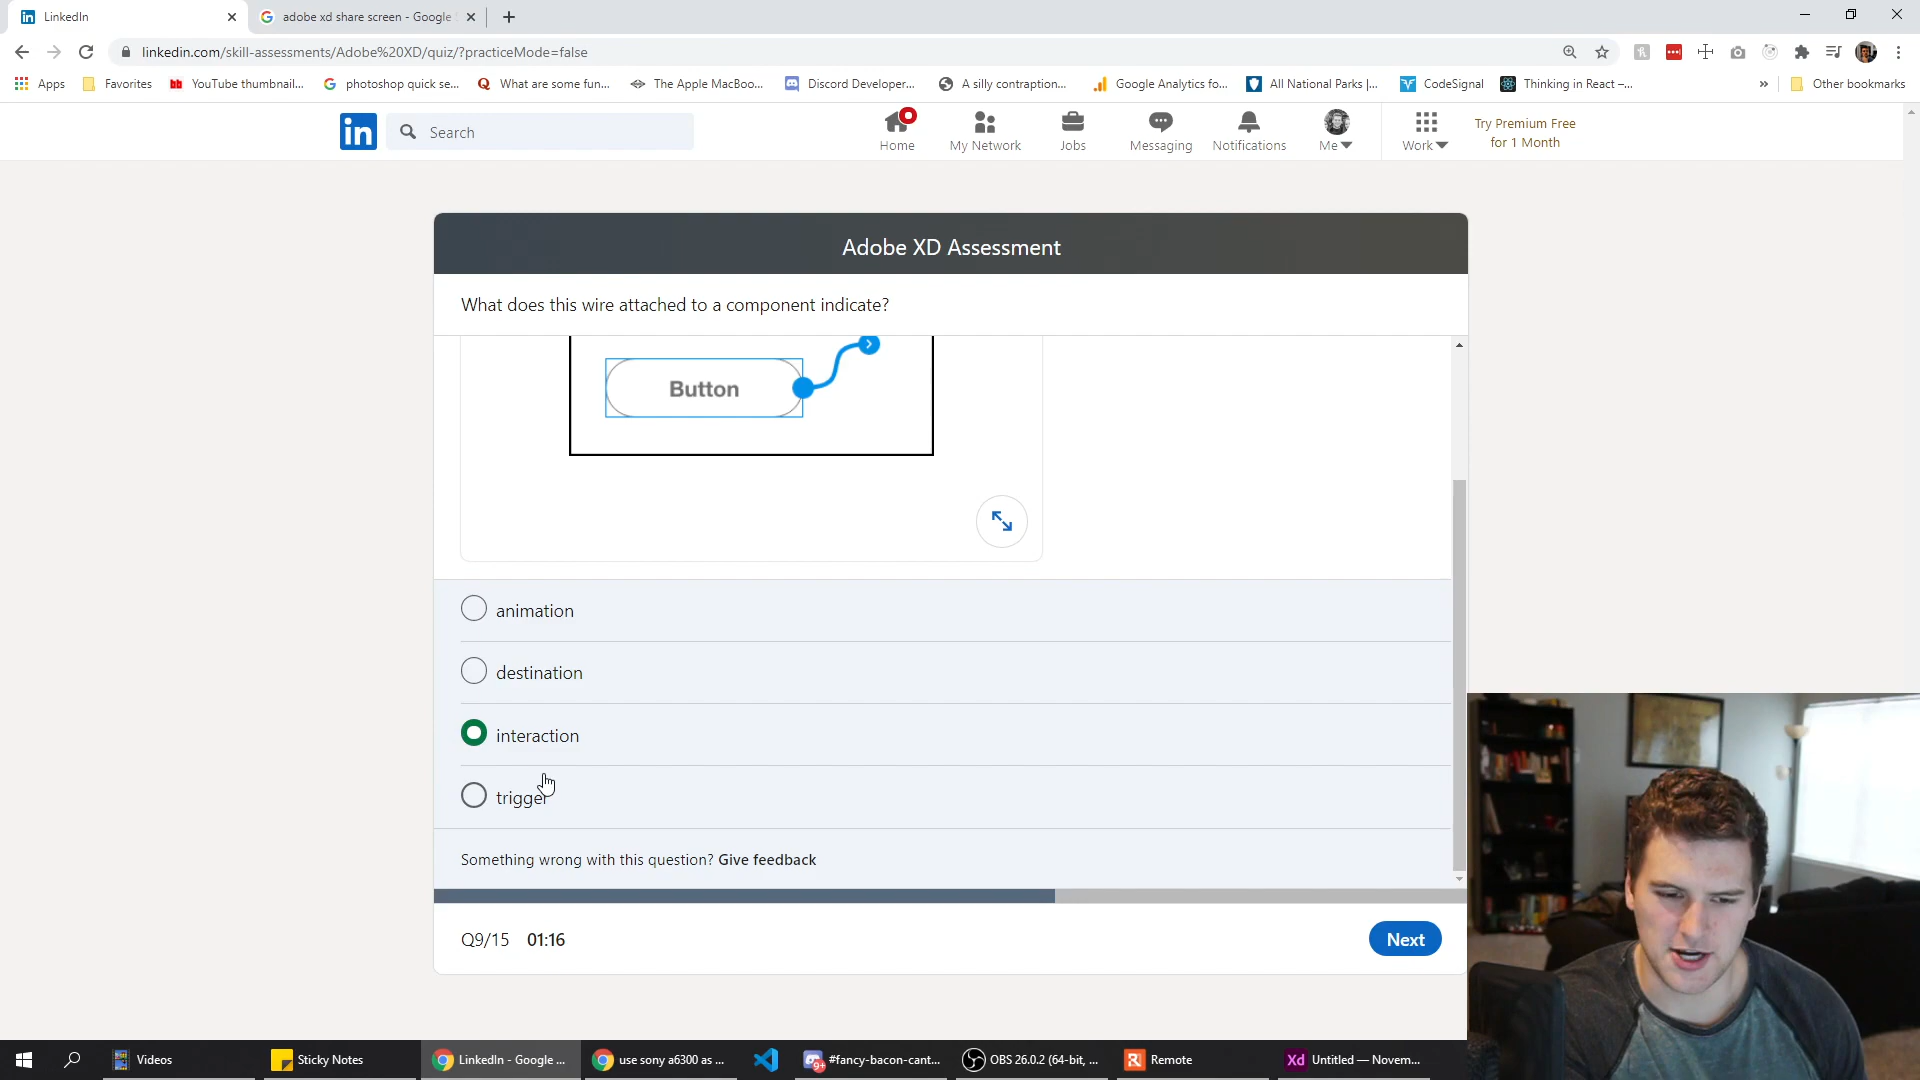 LinkedIn
adobe xd share screen - Google
linkedin.com/skill-assessments/Adobe%20XD/quiz/?practiceMode=false
Apps
Favorites
YouTube thumbnail...
photoshop quick se...
What are some fun...
The Apple MacBoo...
Discord Developer...
A silly contraption...
Google Analytics fo...
All National Parks |...
CodeSignal
Thinking in React –...
»
Other bookmarks
in
Search
Home
My Network
Jobs
Messaging
Notifications
Me
Work
Try Premium Free
for 1 Month
Adobe XD Assessment
What does this wire attached to a component indicate?
Button
animation
destination
interaction
trigger
Something wrong with this question? Give feedback
Q9/15 01:16
Next
Videos
Sticky Notes
LinkedIn - Google ...
use sony a6300 as ...
9+
#fancy-bacon-cant...
OBS 26.0.2 (64-bit, ...
Remote
Xd
Untitled — Novem...